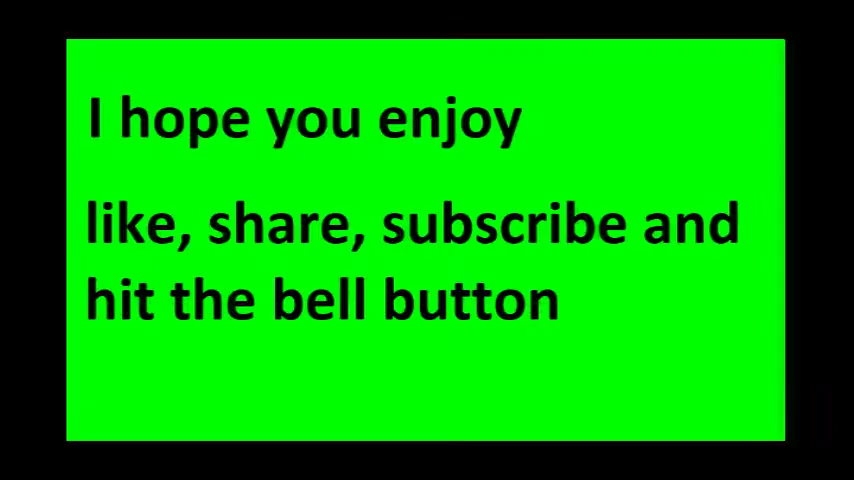 I hope you enjoy
like, share, subscribe and
hit the bell button